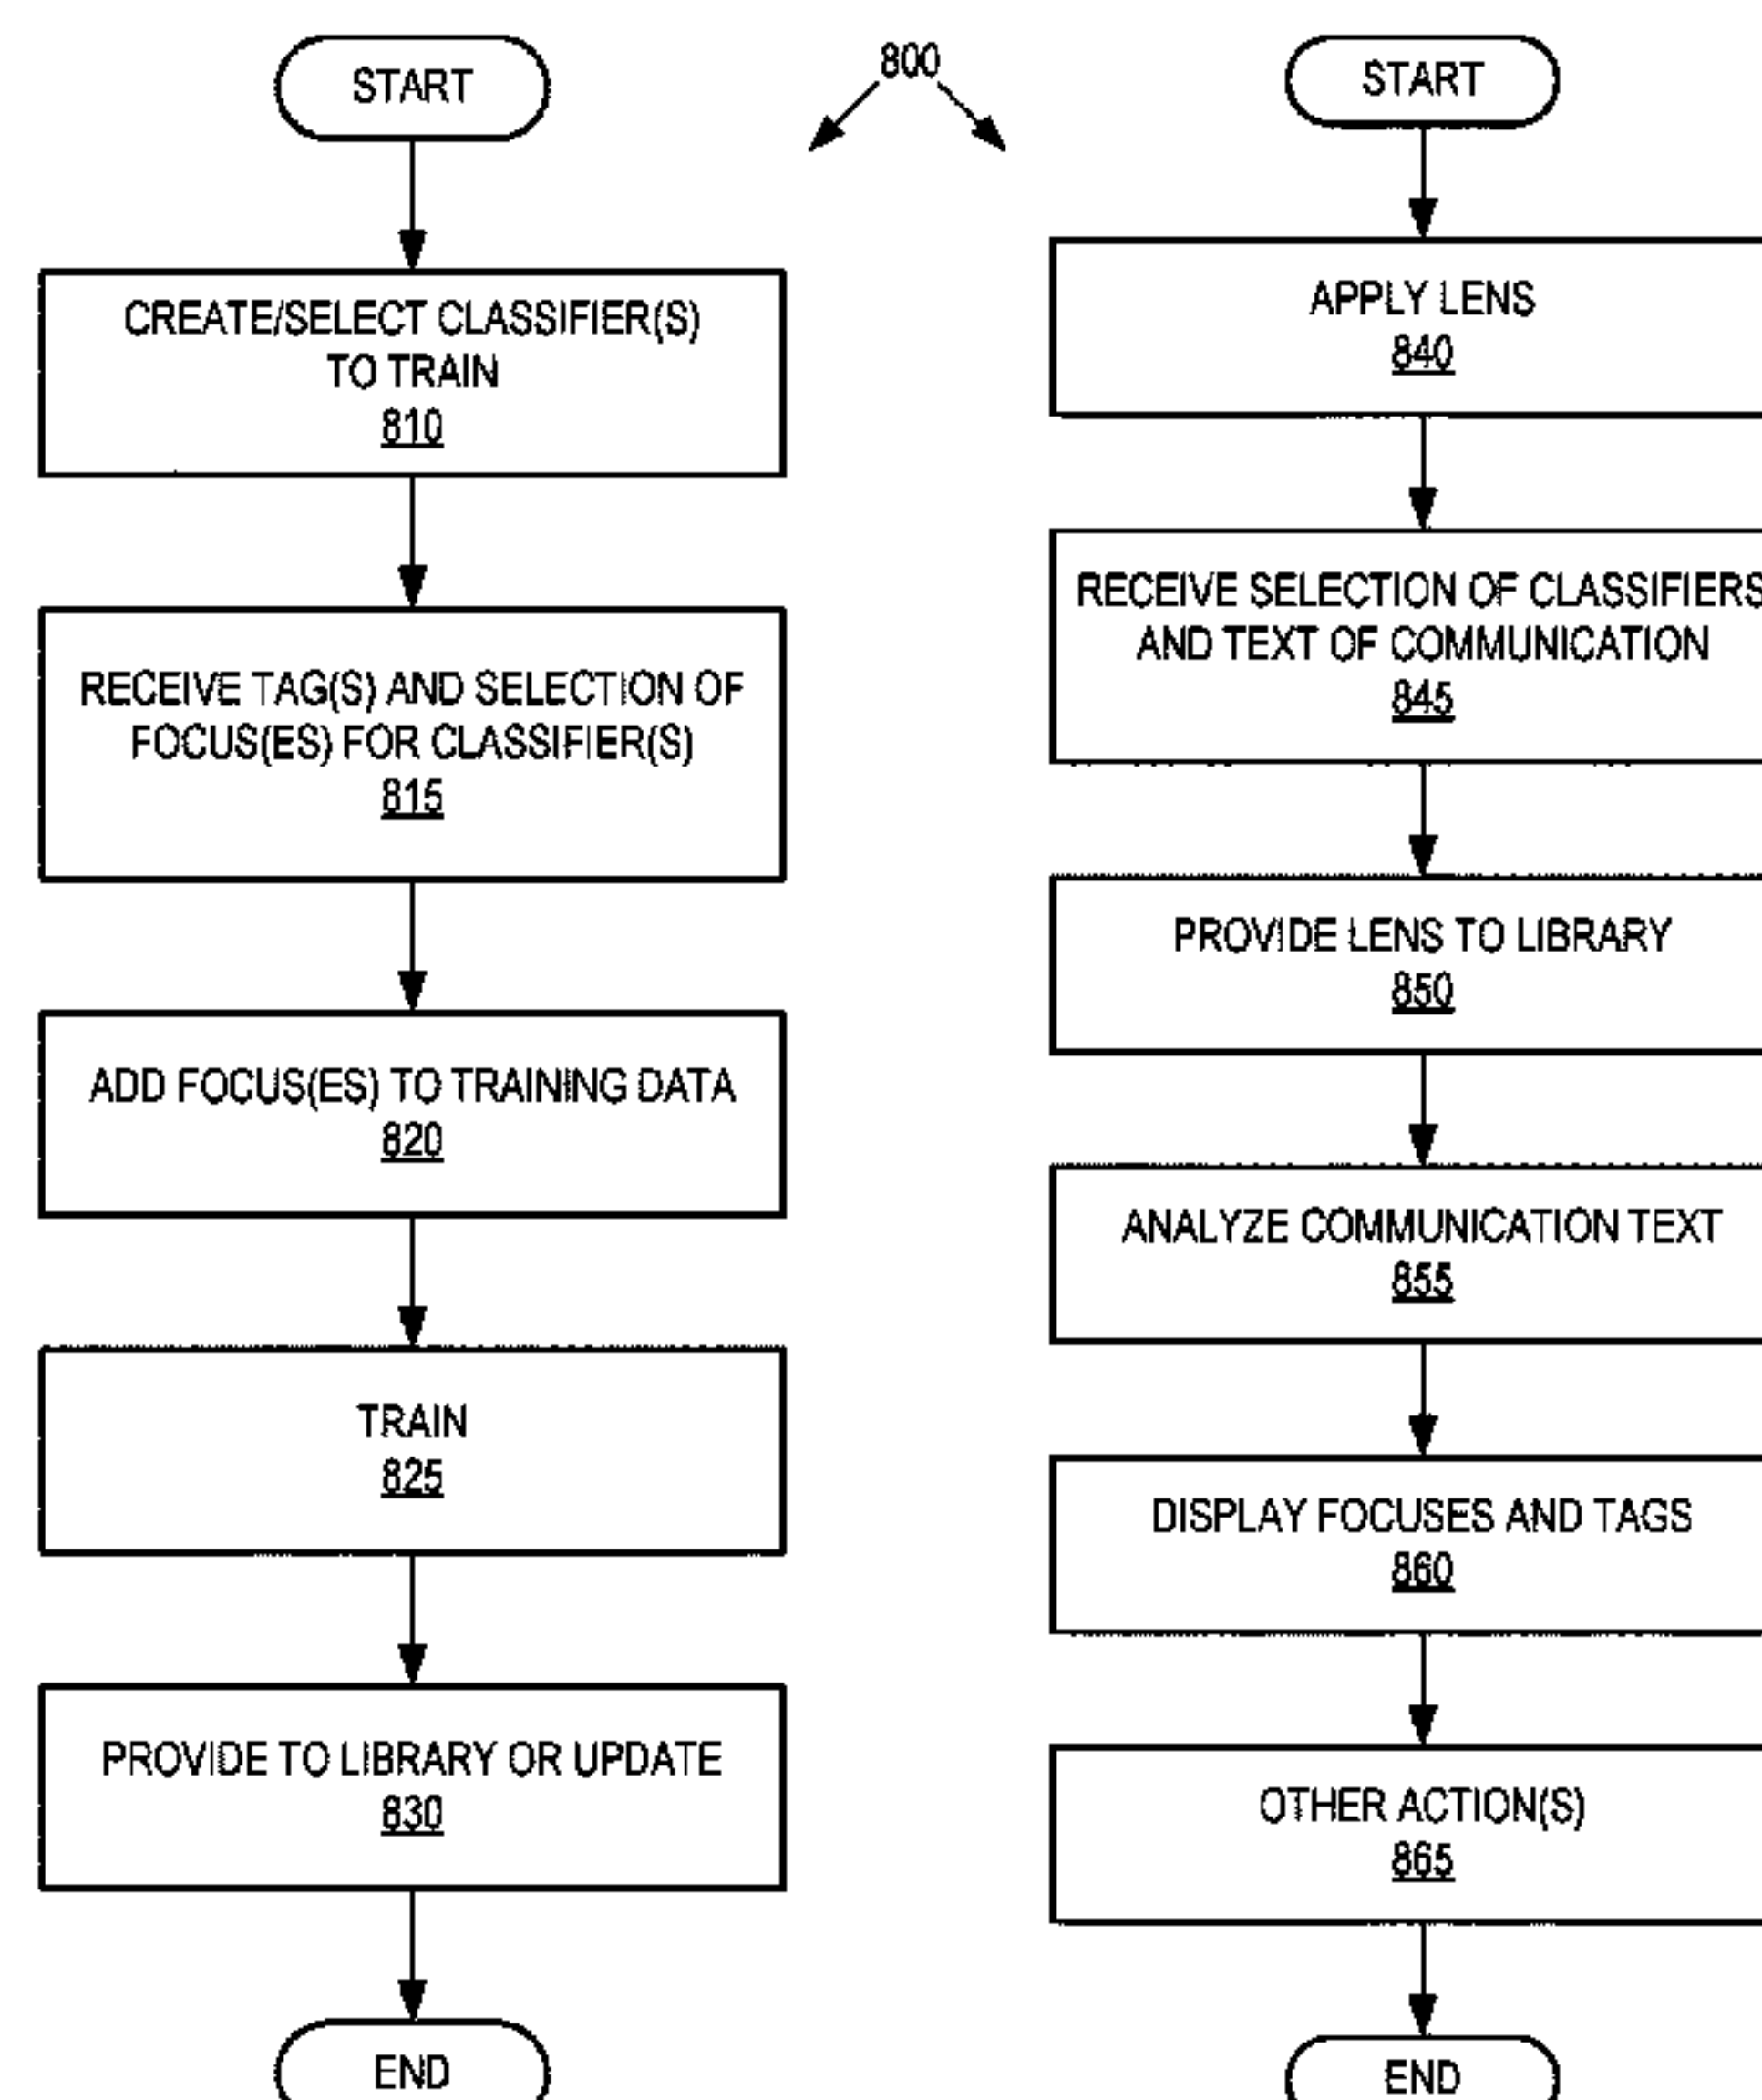 800
START
CREATE/SELECT CLASSIFIER(S)
TO TRAIN
810
RECEIVE TAG(S) AND SELECTION OF
FOCUS(ES) FOR CLASSIFIER(S)
815
ADD FOCUS(ES) TO TRAINING DATA
820
TRAIN
825
PROVIDE TO LIBRARY OR UPDATE
830
END
START
APPLY LENS
840
RECEIVE SELECTION OF CLASSIFIERS
AND TEXT OF COMMUNICATION
845
PROVIDE LENS TO LIBRARY
850
ANALYZE COMMUNICATION TEXT
855
DISPLAY FOCUSES AND TAGS
860
OTHER ACTION(S)
865
END